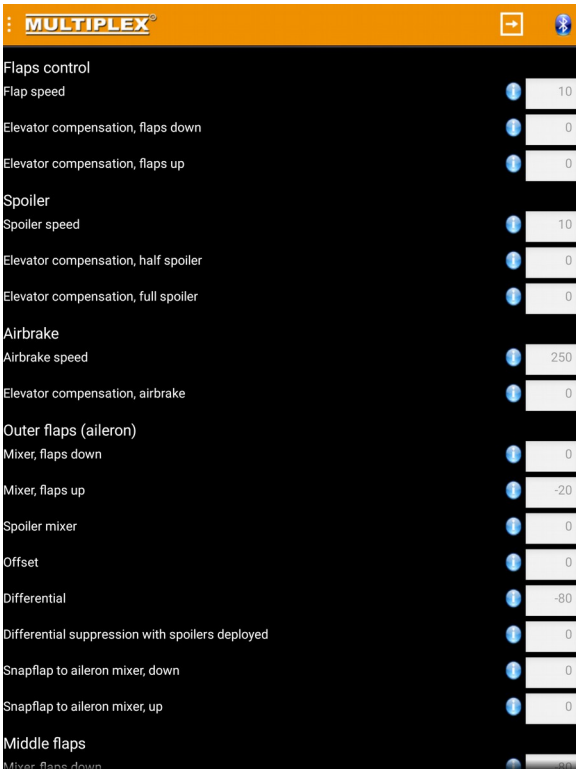 MULTIPLEX®
Flaps control
Flap speed 10
Elevator compensation, flaps down 0
Elevator compensation, flaps up 0
Spoiler
Spoiler speed 10
Elevator compensation, half spoiler 0
Elevator compensation, full spoiler 0
Airbrake
Airbrake speed 250
Elevator compensation, airbrake 0
Outer flaps (aileron)
Mixer, flaps down 0
Mixer, flaps up -20
Spoiler mixer 0
Offset 0
Differential -80
Differential suppression with spoilers deployed 0
Snapflap to aileron mixer, down 0
Snapflap to aileron mixer, up 0
Middle flaps
Mixer, flaps down -80